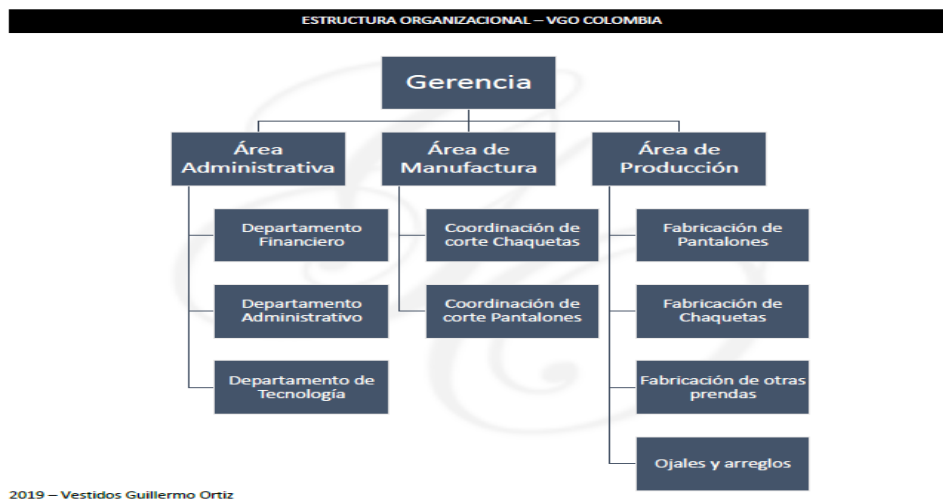 ESTRUCTURA ORGANIZACIONAL – VGO COLOMBIA
Gerencia
Área
Administrativa
Área de
Manufactura
Área de
Producción
Departamento
Financiero
Coordinación de
corte Chaquetas
Fabricación de
Pantalones
Departamento
Administrativo
Coordinación de
corte Pantalones
Fabricación de
Chaquetas
Departamento de
Tecnología
Fabricación de otras
prendas
Ojales y arreglos
2019 – Vestidos Guillermo Ortiz